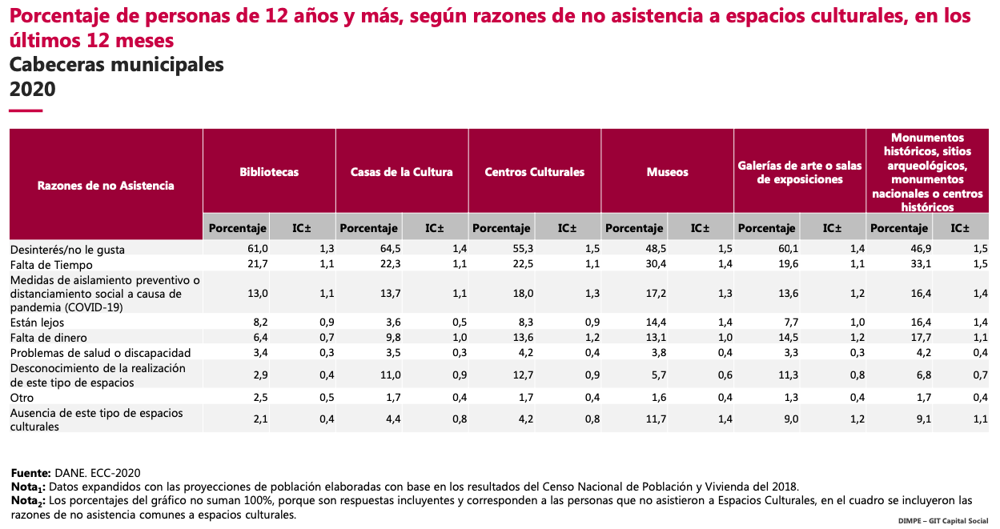 Porcentaje de personas de 12 años y más, según razones de no asistencia a espacios culturales, en los
últimos 12 meses
Cabeceras municipales
2020
Razones de no Asistencia
Bibliotecas
Casas de la Cultura
Centros Culturales
Museos
Galerías de arte o salas
de exposiciones
Monumentos
históricos, sitios
arqueológicos,
monumentos
nacionales o centros
históricos
Porcentaje IC± Porcentaje IC± Porcentaje IC± Porcentaje IC± Porcentaje IC± Porcentaje IC±
Desinterés/no le gusta 61,0 1,3 64,5 1,4 55,3 1,5 48,5 1,5 60,1 1,4 46,9 1,5
Falta de Tiempo 21,7 1,1 22,3 1,1 22,5 1,1 30,4 1,4 19,6 1,1 33,1 1,5
Medidas de aislamiento preventivo o
distanciamiento social a causa de
pandemia (COVID-19)
13,0 1,1 13,7 1,1 18,0 1,3 17,2 1,3 13,6 1,2 16,4 1,4
Están lejos 8,2 0,9 3,6 0,5 8,3 0,9 14,4 1,4 7,7 1,0 16,4 1,4
Falta de dinero 6,4 0,7 9,8 1,0 13,6 1,2 13,1 1,0 14,5 1,2 17,7 1,1
Problemas de salud o discapacidad 3,4 0,3 3,5 0,3 4,2 0,4 3,8 0,4 3,3 0,3 4,2 0,4
Desconocimiento de la realización
de este tipo de espacios
2,9 0,4 11,0 0,9 12,7 0,9 5,7 0,6 11,3 0,8 6,8 0,7
Otro 2,5 0,5 1,7 0,4 1,7 0,4 1,6 0,4 1,3 0,4 1,7 0,4
Ausencia de este tipo de espacios
culturales
2,1 0,4 4,4 0,8 4,2 0,8 11,7 1,4 9,0 1,2 9,1 1,1
Fuente: DANE. ECC-2020
Nota1: Datos expandidos con las proyecciones de población elaboradas con base en los resultados del Censo Nacional de Población y Vivienda del 2018.
Nota2: Los porcentajes del gráfico no suman 100%, porque son respuestas incluyentes y corresponden a las personas que no asistieron a Espacios Culturales, en el cuadro se incluyeron las
razones de no asistencia comunes a espacios culturales.
DIMPE – GIT Capital Social